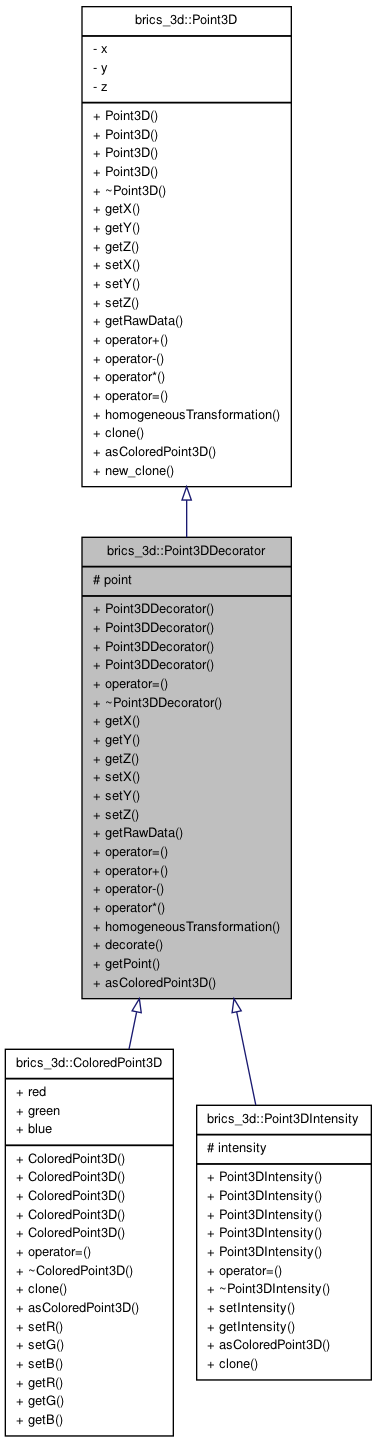 brics_3d::Point3D
- x
- y
- z
+ Point3D()
+ Point3D()
+ Point3D()
+ Point3D()
+ ~Point3D()
+ getX()
+ getY()
+ getZ()
+ setX()
+ setY()
+ setZ()
+ getRawData()
+ operator+()
+ operator-()
+ operator*()
+ operator=()
+ homogeneousTransformation()
+ clone()
+ asColoredPoint3D()
+ new_clone()
brics_3d::Point3DDecorator
# point
+ Point3DDecorator()
+ Point3DDecorator()
+ Point3DDecorator()
+ Point3DDecorator()
+ operator=()
+ ~Point3DDecorator()
+ getX()
+ getY()
+ getZ()
+ setX()
+ setY()
+ setZ()
+ getRawData()
+ operator=()
+ operator+()
+ operator-()
+ operator*()
+ homogeneousTransformation()
+ decorate()
+ getPoint()
+ asColoredPoint3D()
brics_3d::ColoredPoint3D
+ red
+ green
+ blue
+ ColoredPoint3D()
+ ColoredPoint3D()
+ ColoredPoint3D()
+ ColoredPoint3D()
+ ColoredPoint3D()
+ operator=()
+ ~ColoredPoint3D()
+ clone()
+ asColoredPoint3D()
+ setR()
+ setG()
+ setB()
+ getR()
+ getG()
+ getB()
brics_3d::Point3DIntensity
# intensity
+ Point3DIntensity()
+ Point3DIntensity()
+ Point3DIntensity()
+ Point3DIntensity()
+ Point3DIntensity()
+ operator=()
+ ~Point3DIntensity()
+ setIntensity()
+ getIntensity()
+ asColoredPoint3D()
+ clone()